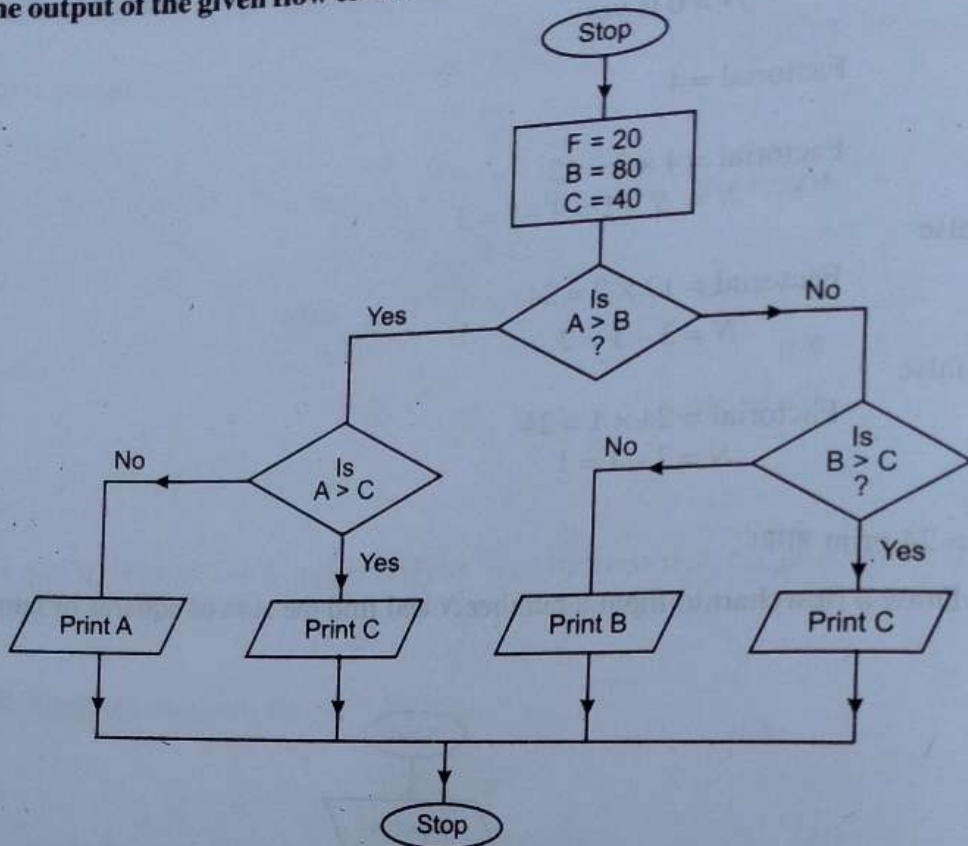 he output of the given flow
Stop
F = 20
B = 80
C = 40
Is
A > B
?
Yes
No
Is
A > C
No
Yes
Is
B > C
?
No
Yes
Print A
Print C
Print B
Print C
Stop